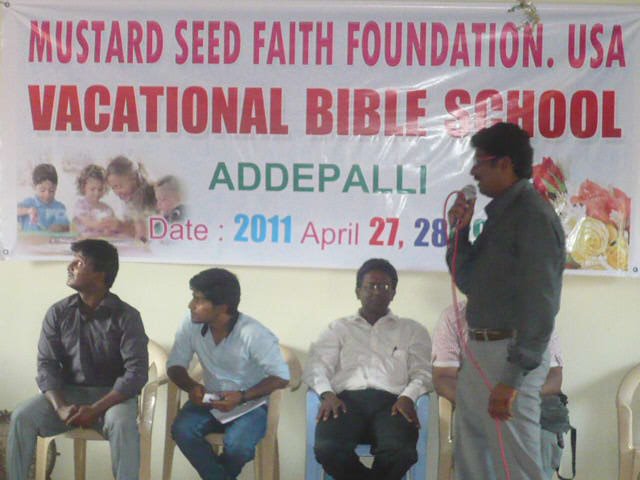 MUSTARD SEED FAITH FOUNDATION. USA
VACATIONAL BIBLE SCHOOL
ADDEPALLI
Date : 2011 April 27, 28,